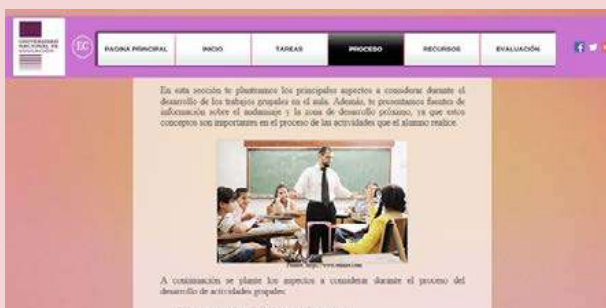 UNIVERSIDAD
NACIONAL DE
EC
PAGINA PRINCIPAL
INICIO
TAREAS
PROCESO
RECURSOS
EVALUACIÓN
En esta sección te planteamos los principales aspectos a considerar durante el
desarrollo de los trabajos grupales en el aula. Además, te presentamos fuentes de
información sobre el andamiaje y la zona de desarrollo próximo, ya que estos
conceptos son importantes en el proceso de las actividades que el alumno realice.
A continuación se plante los aspectos a considerar durante el proceso del
desarrollo de actividades grupales: